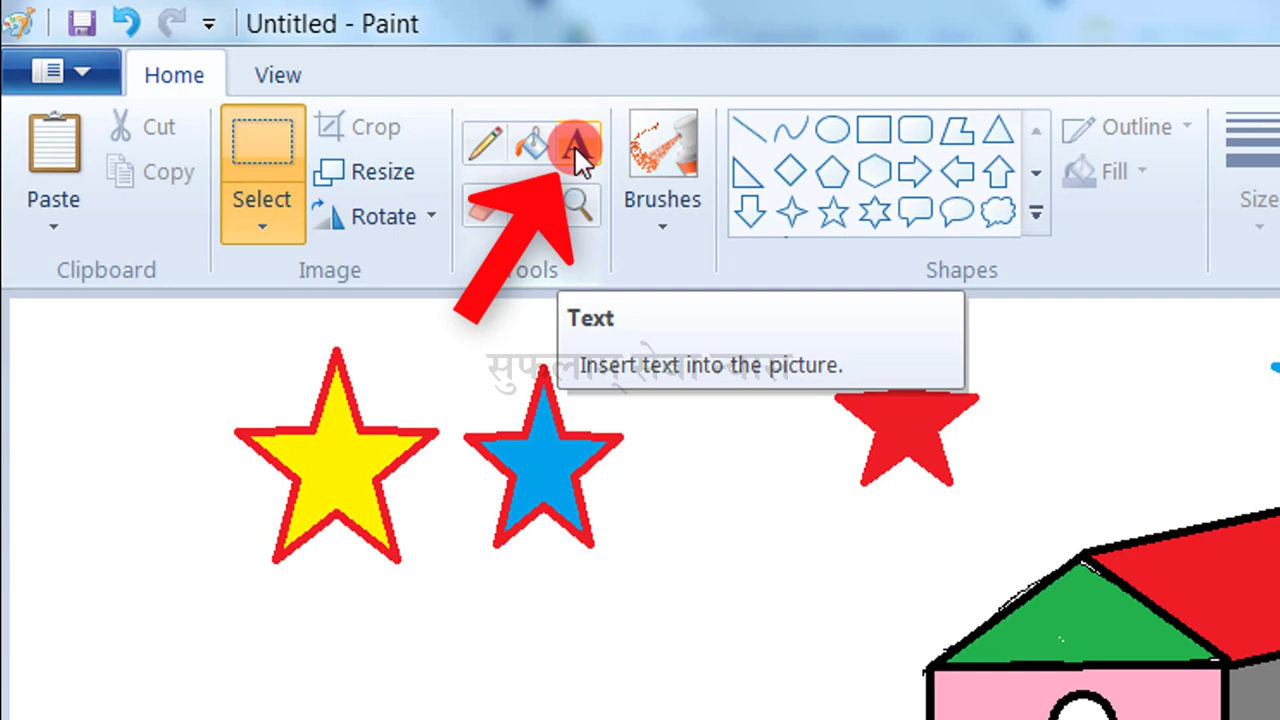 Untitled - Paint
Home View
Paste
Cut
Copy
Clipboard
Select
Crop
Resize
Rotate
Image
A
Tools
Brushes
Shapes
Outline
Fill
Size
Text
Insert text into the picture.